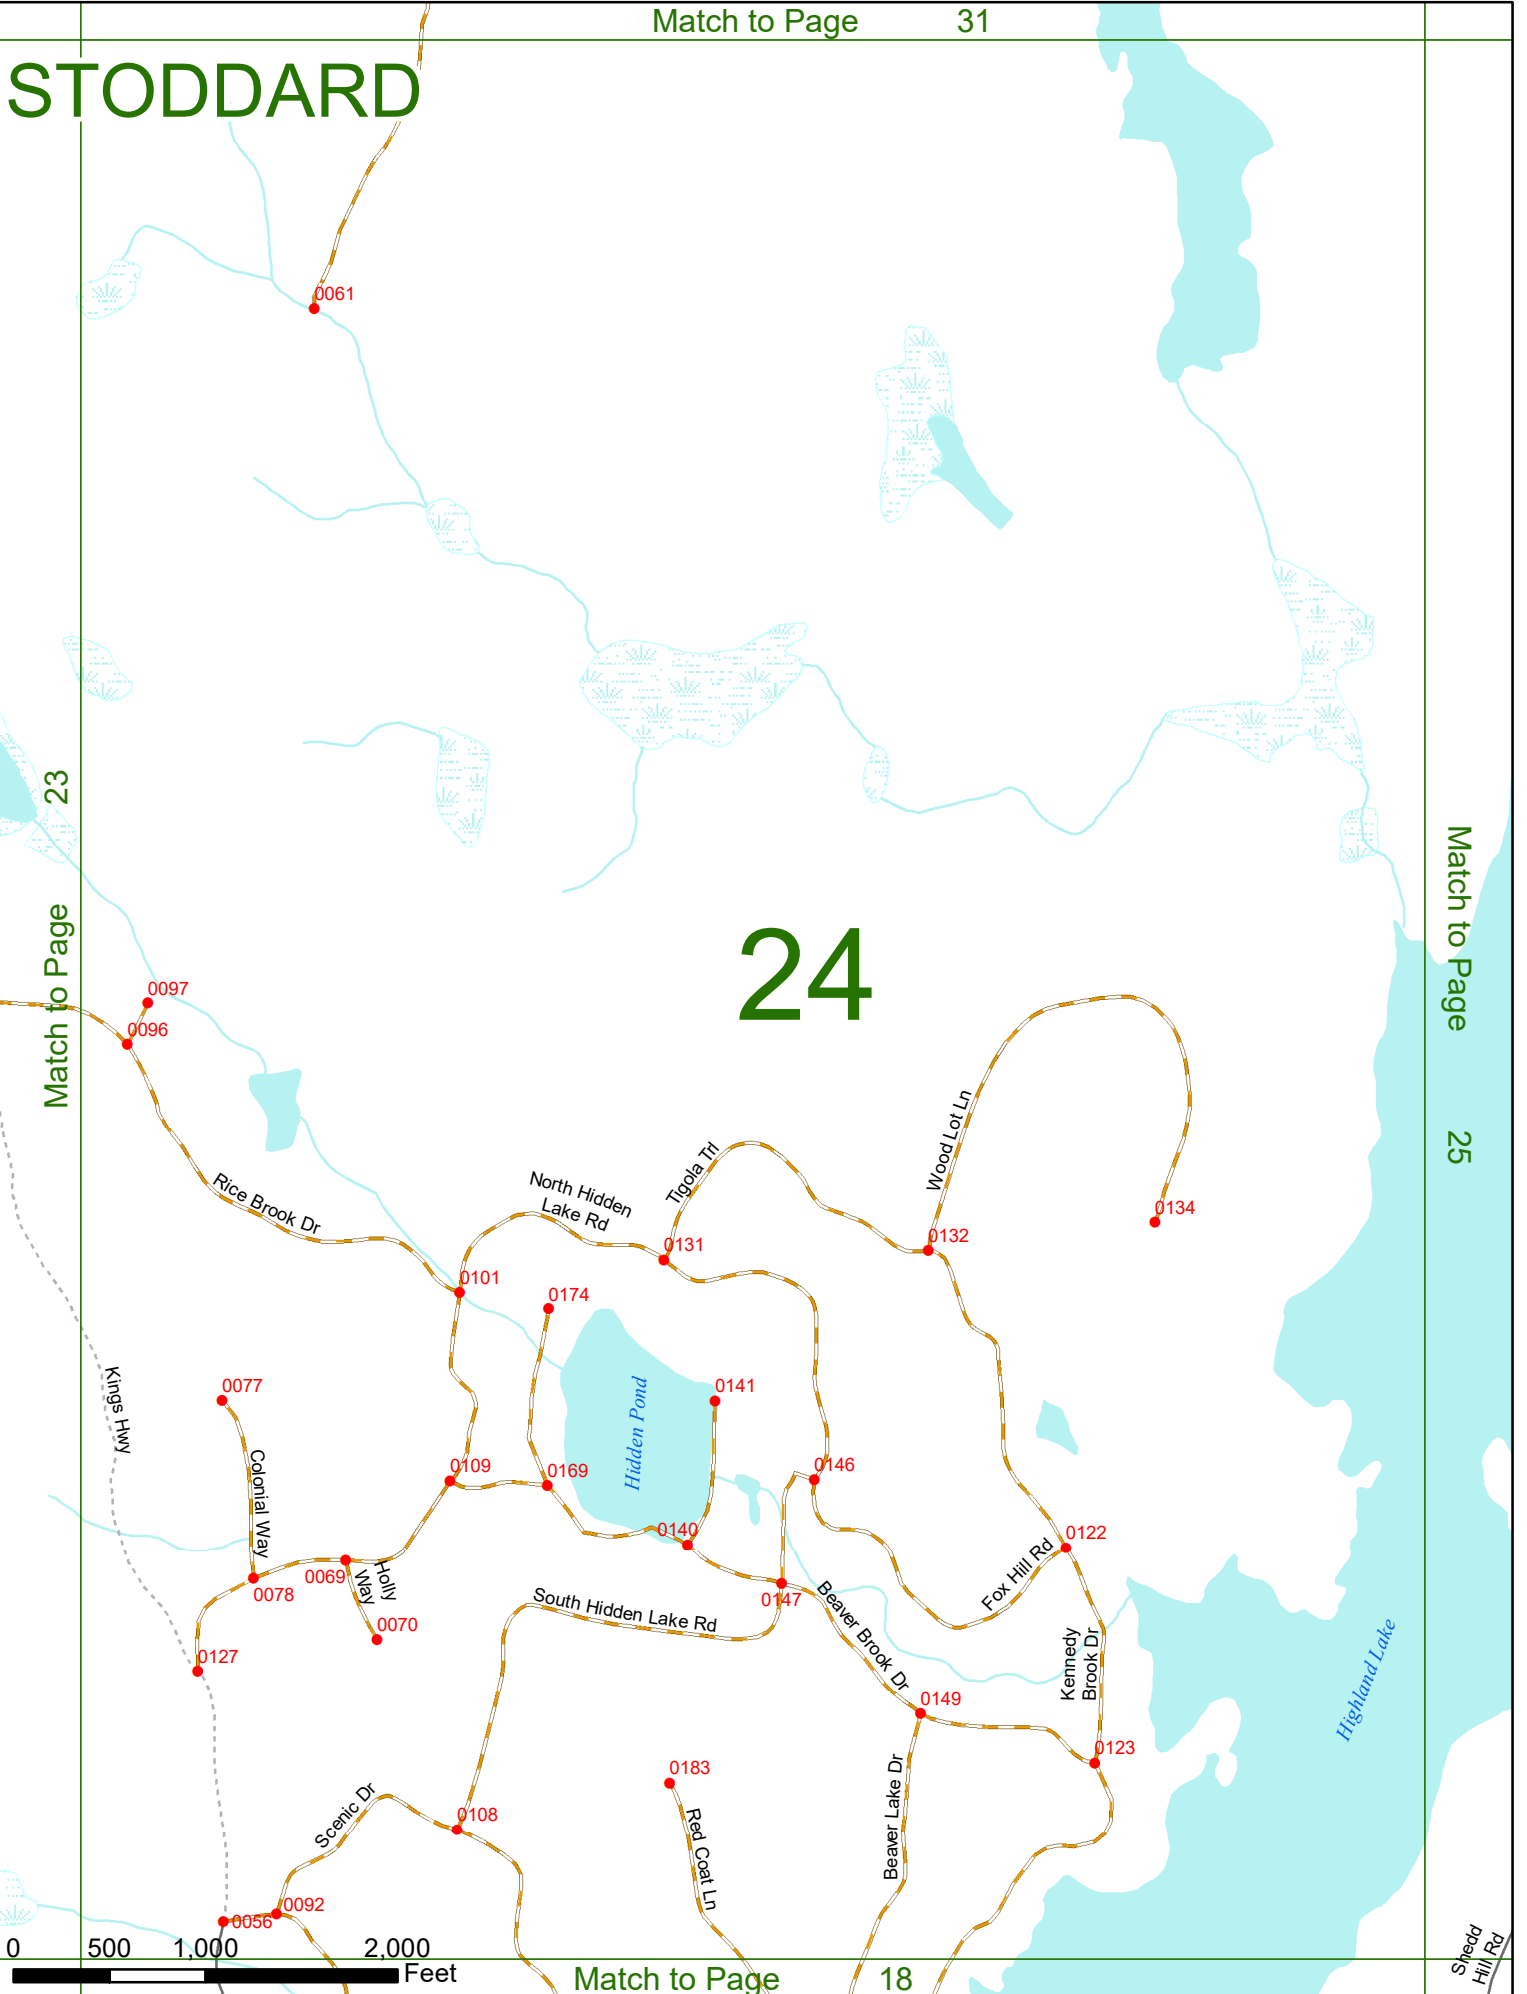 Match to Page 31
STODDARD
0061
23
Match to Page
24
Match to Page
25
0097
0096
Wood Lot Ln
Tigola Trl
North Hidden
Lake Rd
Rice Brook Dr
0134
0132
0131
0101
0174
Kings Hwy
0077
Hidden Pond
0141
Colonial Way
0109
0169
0146
0140
0122
Fox Hill Rd
0069
Holly
Way
0078
0147
Beaver Brook Dr
South Hidden Lake Rd
0070
Kennedy
Brook Dr
Highland Lake
0127
0149
0123
0183
Beaver Lake Dr
Scenic Dr
0108
Red Coat Ln
0092
0056
Shedd
Hill Rd
0 500 1,000 2,000
Feet
Match to Page 18